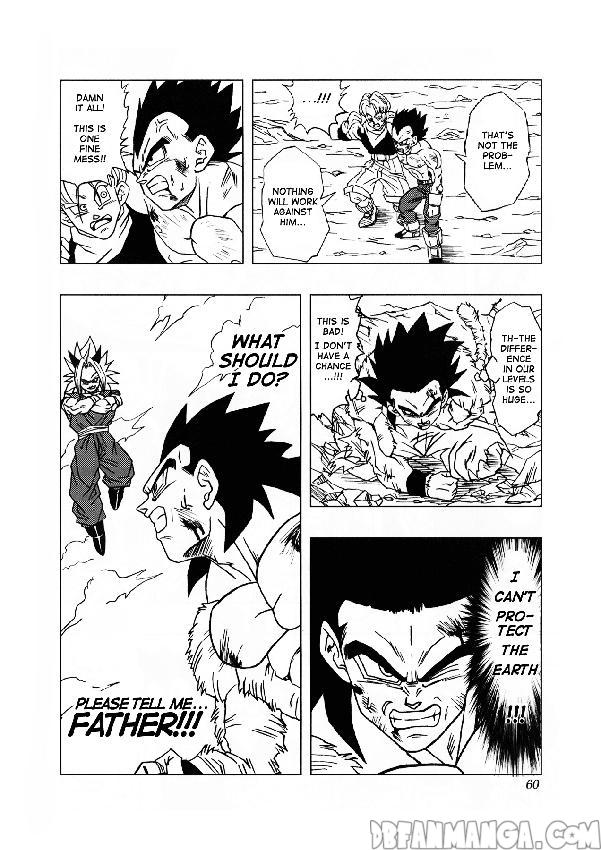 THAT'S
NOT THE
PROB-
LEM...
...!!!
NOTHING
WILL WORK
AGAINST
HIM...
DAMN
IT ALL!
THIS IS
ONE
FINE
MESS!!
TH-THE
DIFFER-
ENCE
IN OUR
LEVELS
IS SO
HUGE...
THIS IS
BAD!
I DON'T
HAVE A
CHANCE
...!!!
I
CAN'T
PRO-
TECT
THE
EARTH
!!!
WHAT
SHOULD
I DO?
PLEASE TELL ME...
FATHER!!!
60
DBFANMANGA.COM